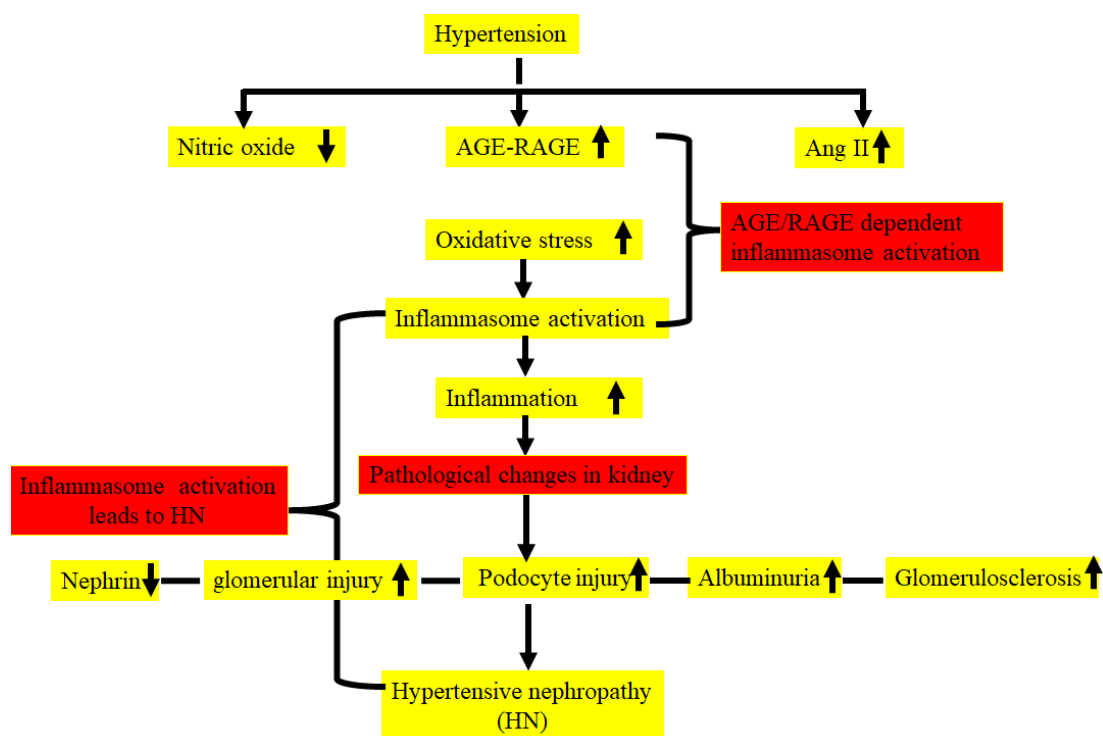 Hypertension
Nitric oxide
AGE-RAGE
Ang II
AGE/RAGE dependent
inflammasome activation
Oxidative stress
Inflammasome activation
Inflammation
Pathological changes in kidney
Inflammasome activation
leads to HN
Nephrin
glomerular injury
Podocyte injury
Albuminuria
Glomerulosclerosis
Hypertensive nephropathy
(HN)